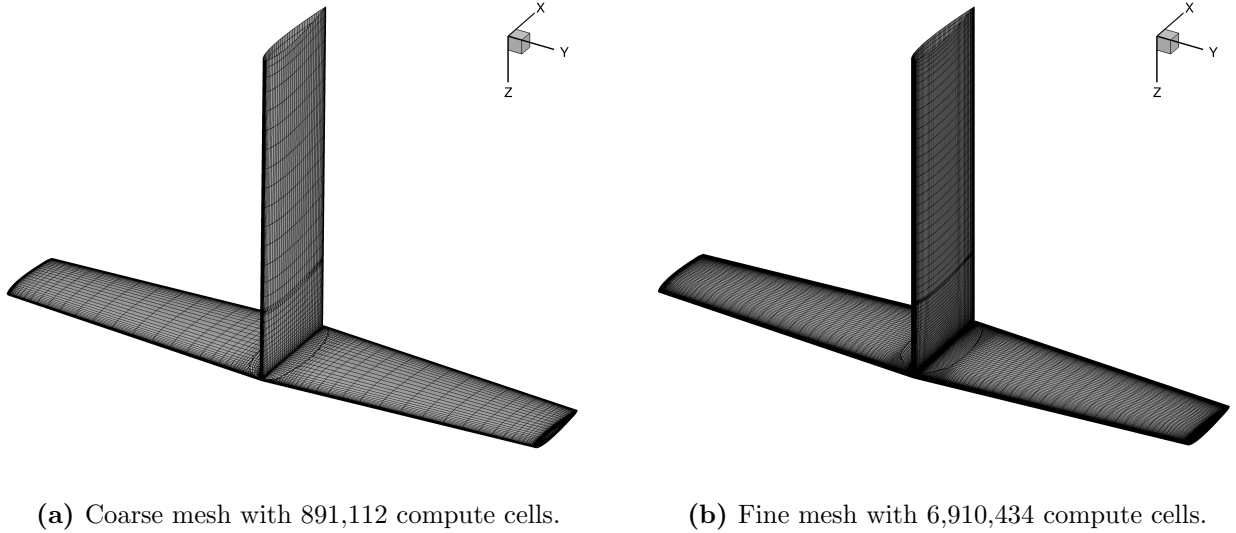 X
Y
Z
X
Y
Z
(a) Coarse mesh with 891,112 compute cells.
(b) Fine mesh with 6,910,434 compute cells.